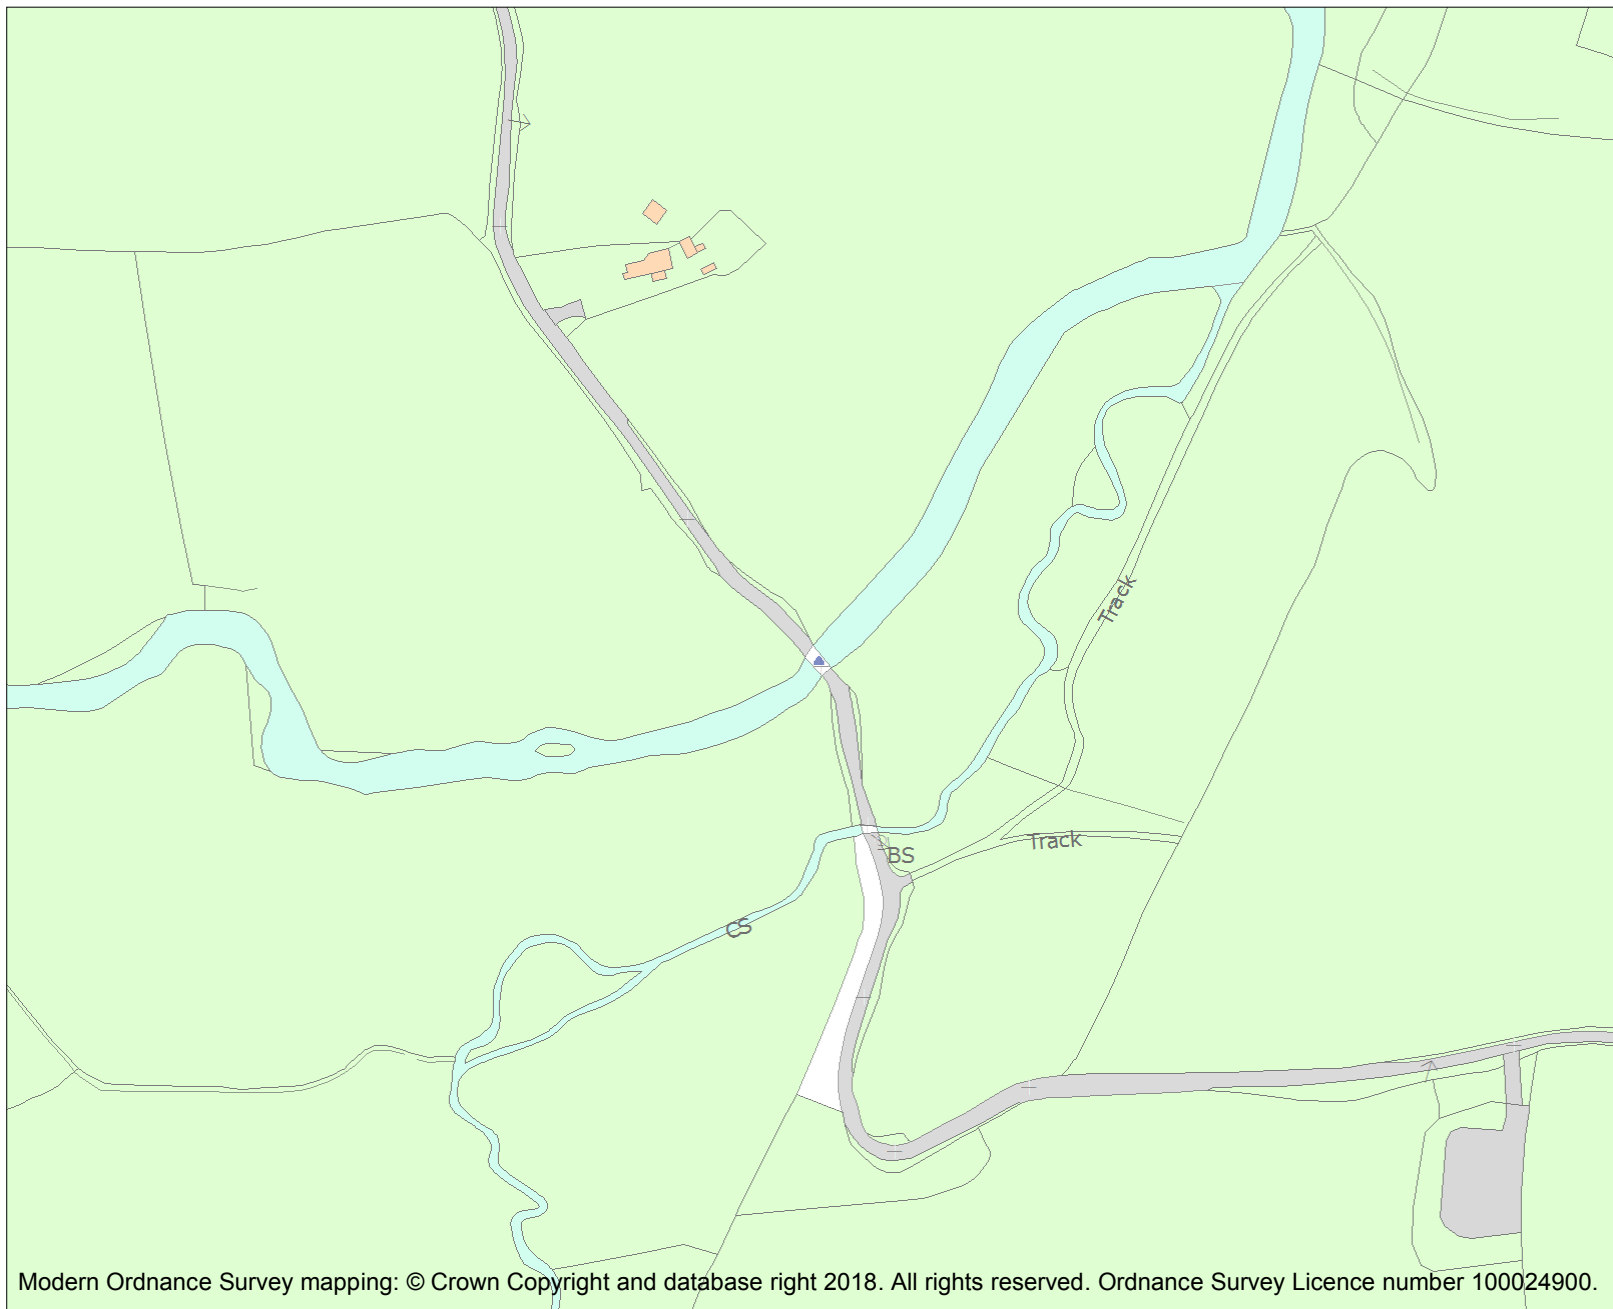 Track
Track
BS
CS
Modern Ordnance Survey mapping: © Crown Copyright and database right 2018. All rights reserved. Ordnance Survey Licence number 100024900.